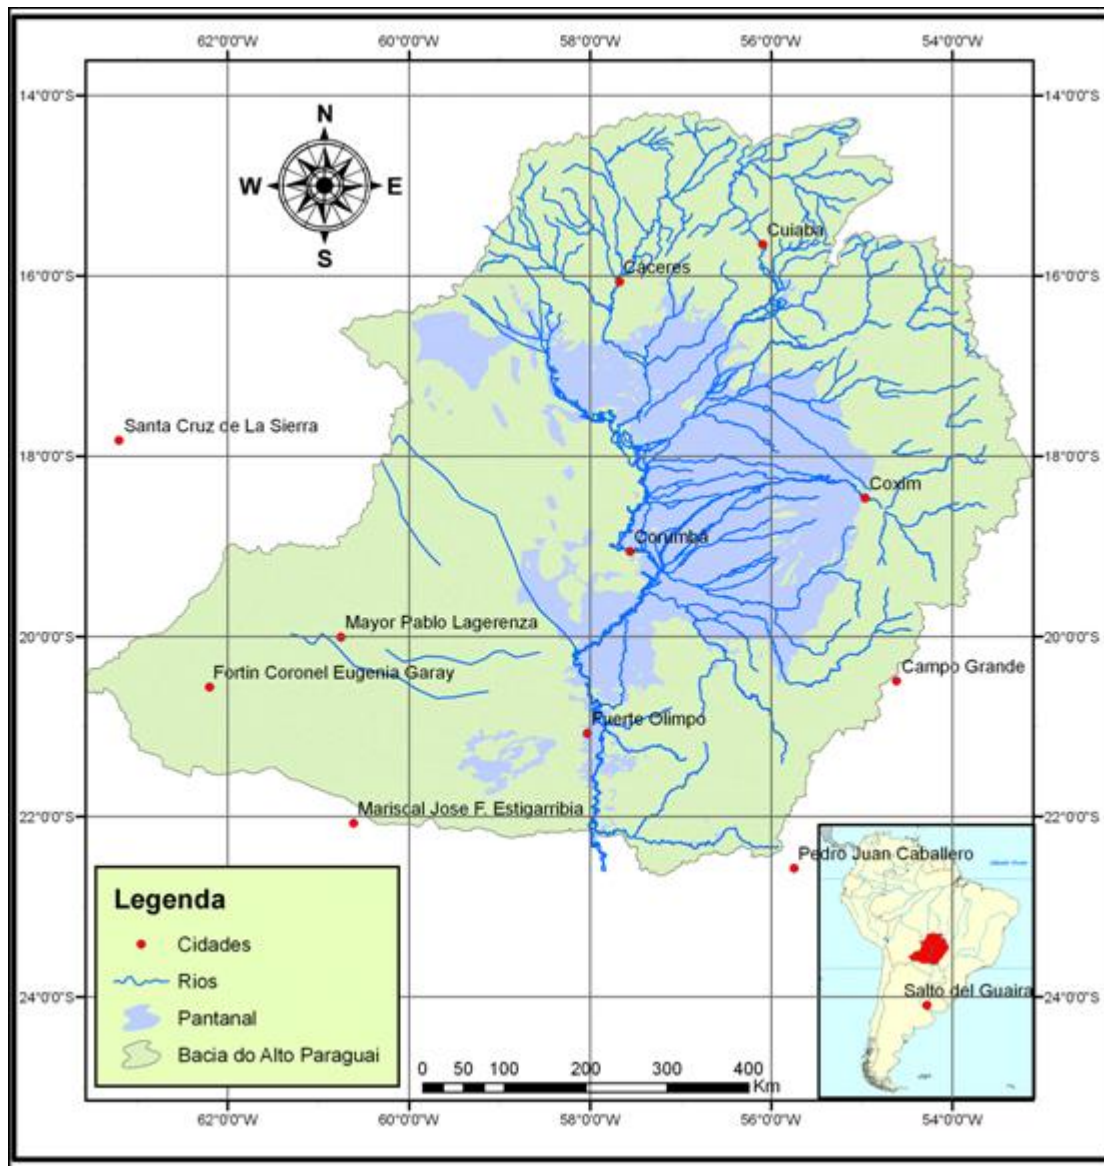 62°0'0"W 60°0'0"W 58°0'0"W 56°0'0"W 54°0'0"W
14°0'0"S 14°0'0"S
N
W E
S
Cuiaba
Caceres
16°0'0"S 16°0'0"S
Santa Cruz de La Sierra
18°0'0"S 18°0'0"S
Coxim
Corumbá
Mayor Pablo Lagerenza
20°0'0"S 20°0'0"S
Fortín Coronel Eugenia Garay
Campo Grande
Fuerte Olimpo
Mariscal Jose F. Estigarribia
22°0'0"S 22°0'0"S
Pedro Juan Caballero
Legenda
Cidades
Rios
Pantanal
Bacia do Alto Paraguai
Salto del Guaira
24°0'0"S 24°0'0"S
0 50 100 200 300 400
Km
62°0'0"W 60°0'0"W 58°0'0"W 56°0'0"W 54°0'0"W